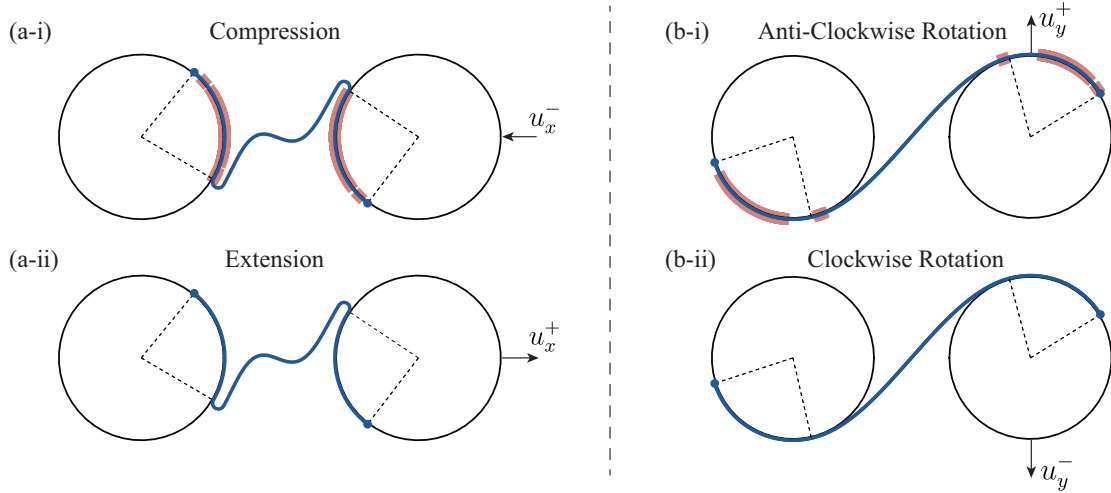 (a-i) Compression
u_x^-
(a-ii) Extension
u_x^+
(b-i) Anti-Clockwise Rotation
u_y^+
(b-ii) Clockwise Rotation
u_y^-